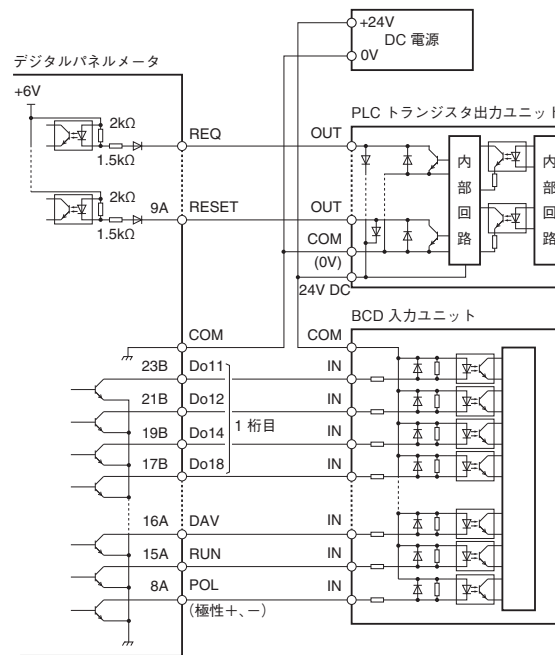 +24V
DC 電源
0V
デジタルパネルメータ
+6V
2kΩ
1.5kΩ
REQ
OUT
PLC トランジスタ出力ユニット
2kΩ
1.5kΩ
9A
RESET
OUT
COM
(0V)
24V DC
内部回路
内部回路
BCD 入力ユニット
COM
COM
23B
Do11
IN
21B
Do12
IN
1 桁目
19B
Do14
IN
17B
Do18
IN
16A
DAV
IN
15A
RUN
IN
8A
POL
IN
(極性+、−)